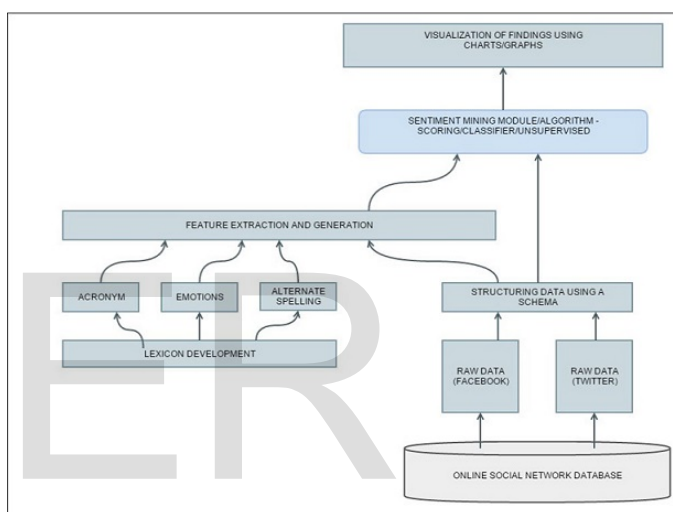 VISUALIZATION OF FINDINGS USING
CHARTS/GRAPHS
SENTIMENT MINING MODULE/ALGORITHM -
SCORING/CLASSIFIER/UNSUPERVISED
FEATURE EXTRACTION AND GENERATION
ACRONYM
EMOTIONS
ALTERNATE
SPELLING
STRUCTURING DATA USING A
SCHEMA
LEXICON DEVELOPMENT
RAW DATA
(FACEBOOK)
RAW DATA
(TWITTER)
ONLINE SOCIAL NETWORK DATABASE
ER